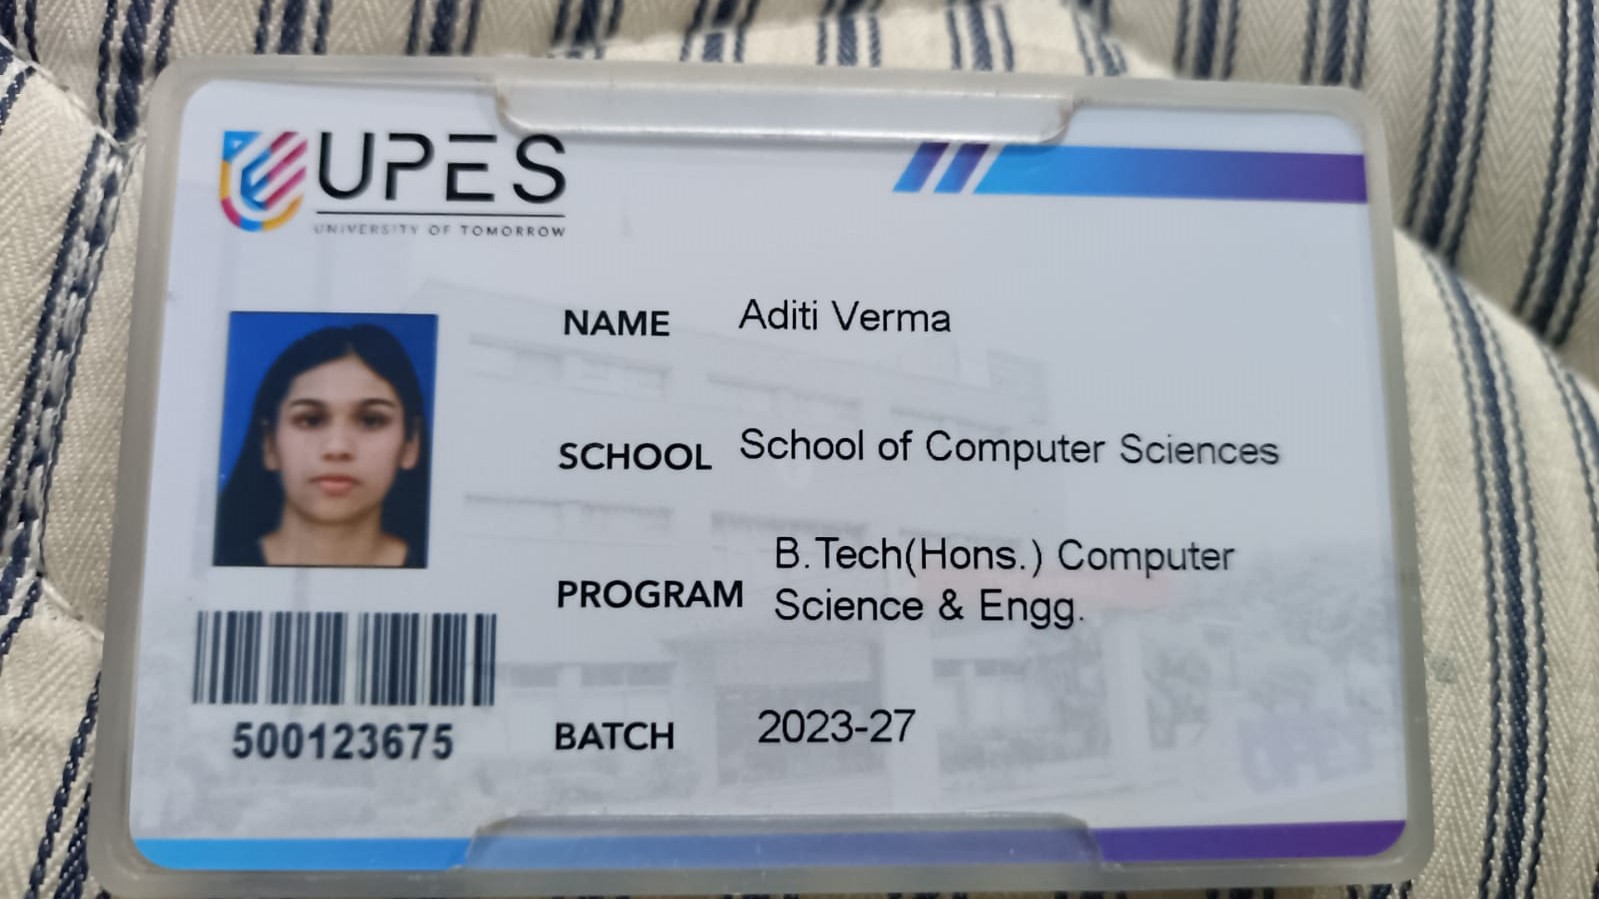 UPES
UNIVERSITY OF TOMORROW
NAME Aditi Verma
SCHOOL School of Computer Sciences
PROGRAM B.Tech(Hons.) Computer
Science & Engg.
500123675
BATCH 2023-27